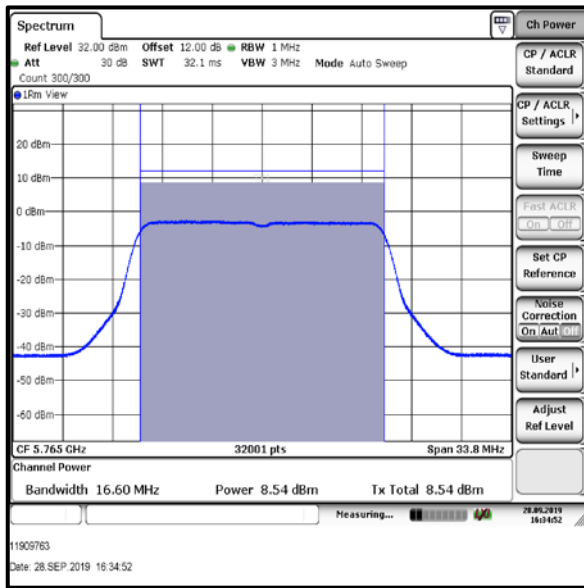 Spectrum
Ref Level 32.00 dBm Offset 12.00 dB RBW 1 MHz
Att 30 dB SWT 32.1 ms VBW 3 MHz Mode Auto Sweep
Count 300/300
1Rm View
20 dBm
10 dBm
0 dBm
-10 dBm
-20 dBm
-30 dBm
-40 dBm
-50 dBm
-60 dBm
CF 5.765 GHz 32001 pts Span 33.8 MHz
Channel Power
Bandwidth 16.60 MHz Power 8.54 dBm Tx Total 8.54 dBm
Measuring... 28.09.2019
16:34:52
Ch Power
CP / ACLR
Standard
CP / ACLR
Settings
Sweep
Time
Fast ACLR
On Off
Set CP
Reference
Noise
Correction
On Aut Off
User
Standard
Adjust
Ref Level
11909763
Date: 28.SEP.2019 16:34:52